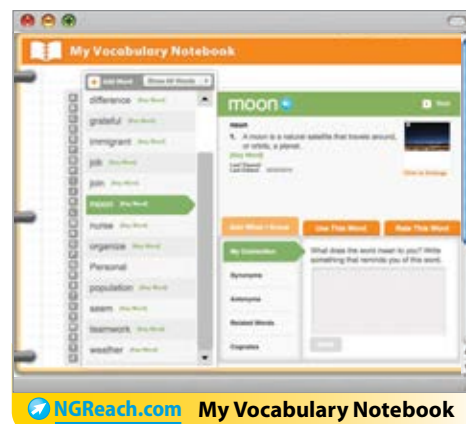 My Vocabulary Notebook
Add Word Show All Words
difference (Key Word)
grateful (Key Word)
immigrant (Key Word)
job (Key Word)
join (Key Word)
moon (Key Word)
nurse (Key Word)
organize (Key Word)
Personal
population (Key Word)
seem (Key Word)
teamwork (Key Word)
weather (Key Word)
moon
noun
1. A moon is a natural satellite that travels around,
or orbits, a planet.
(Key Word)
Click to Enlarge
Add What I Know
Use This Word
Rate This Word
My Connection
Synonyms
Antonyms
Related Words
Cognates
What does the word mean to you? Write
something that reminds you of this word.
NGReach.com My Vocabulary Notebook